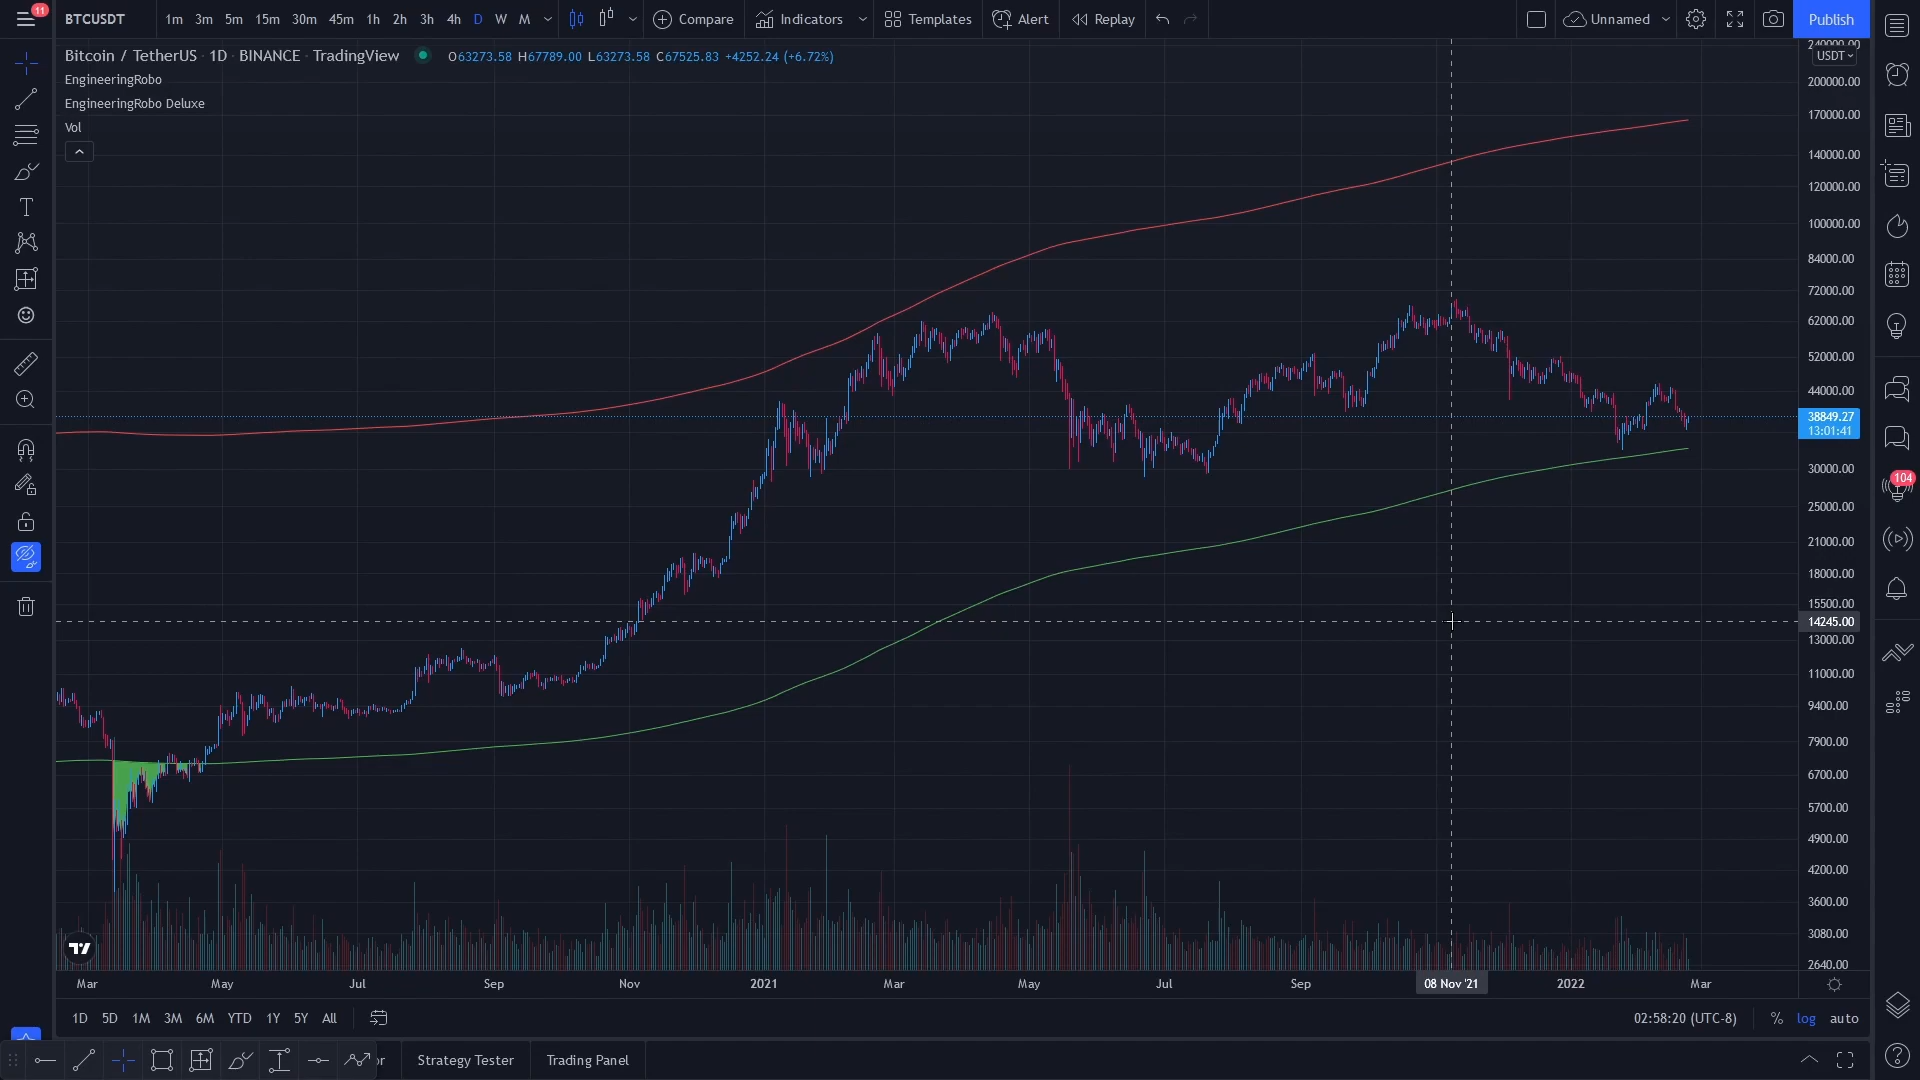 11
BTCUSDT
1m 3m 5m 15m 30m 45m 1h 2h 3h 4h D W M
Compare
Indicators
Templates
Alert
Replay
Unnamed
Publish
Bitcoin / TetherUS · 1D · BINANCE · TradingView
O63273.58 H67789.00 L63273.58 C67525.83 +4252.24 (+6.72%)
EngineeringRobo
EngineeringRobo Deluxe
Vol
240000.00
USDT
200000.00
170000.00
140000.00
120000.00
100000.00
84000.00
72000.00
62000.00
52000.00
44000.00
38849.27
13:01:41
30000.00
25000.00
21000.00
18000.00
15500.00
14245.00
13000.00
11000.00
9400.00
7900.00
6700.00
5700.00
4900.00
4200.00
3600.00
3080.00
2640.00
104
Mar May Jul Sep Nov 2021 Mar May Jul Sep 08 Nov '21 2022 Mar
1D 5D 1M 3M 6M YTD 1Y 5Y All
02:58:20 (UTC-8)
% log auto
or
Strategy Tester
Trading Panel